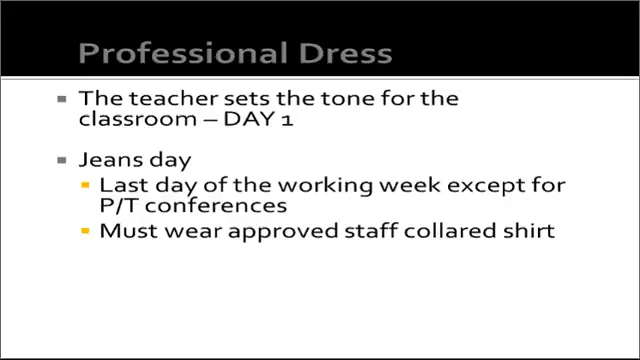 Professional Dress
The teacher sets the tone for the
classroom – DAY 1
Jeans day
Last day of the working week except for
P/T conferences
Must wear approved staff collared shirt